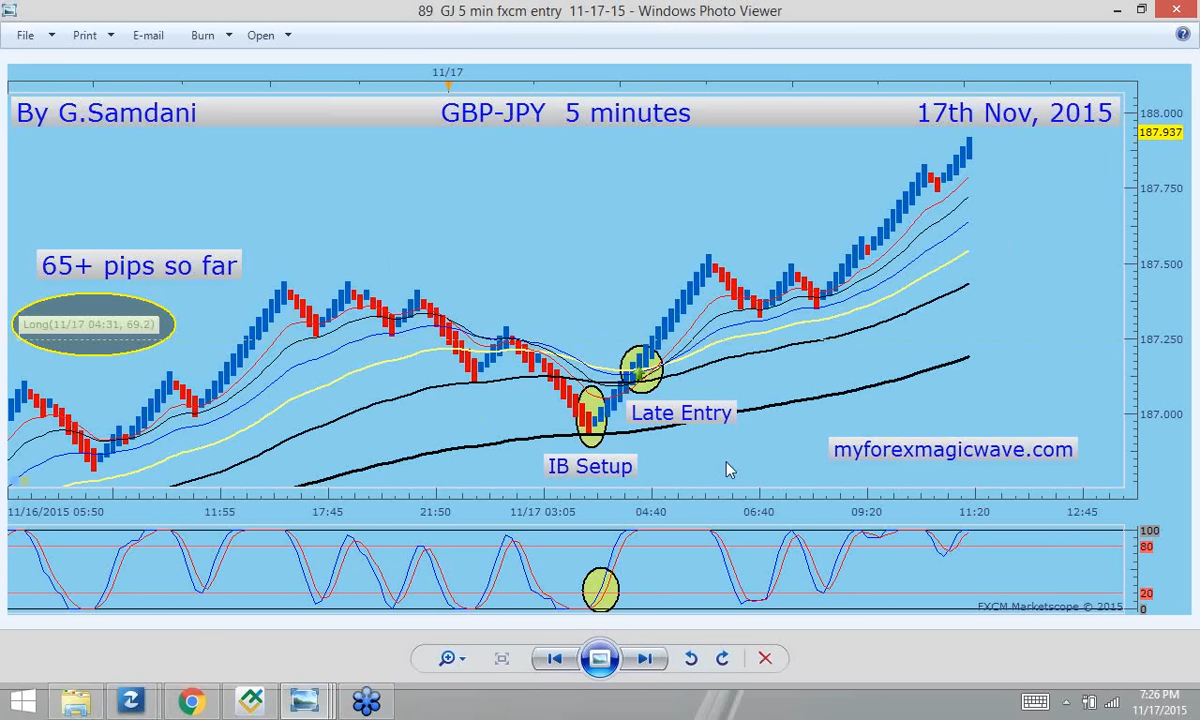 89 GJ 5 min fxcm entry 11-17-15 - Windows Photo Viewer
File Print E-mail Burn Open
11/17
By G.Samdani GBP-JPY 5 minutes 17th Nov, 2015
188.000
187.937
187.750
65+ pips so far
187.500
Long(11/17 04:31, 69.2)
187.250
Late Entry
187.000
myforexmagicwave.com
IB Setup
11/16/2015 05:50 11:55 17:45 21:50 11/17 03:05 04:40 06:40 09:20 11:20 12:45
100
80
20
FXCM Marketscope © 2015
0
7:26 PM
11/17/2015